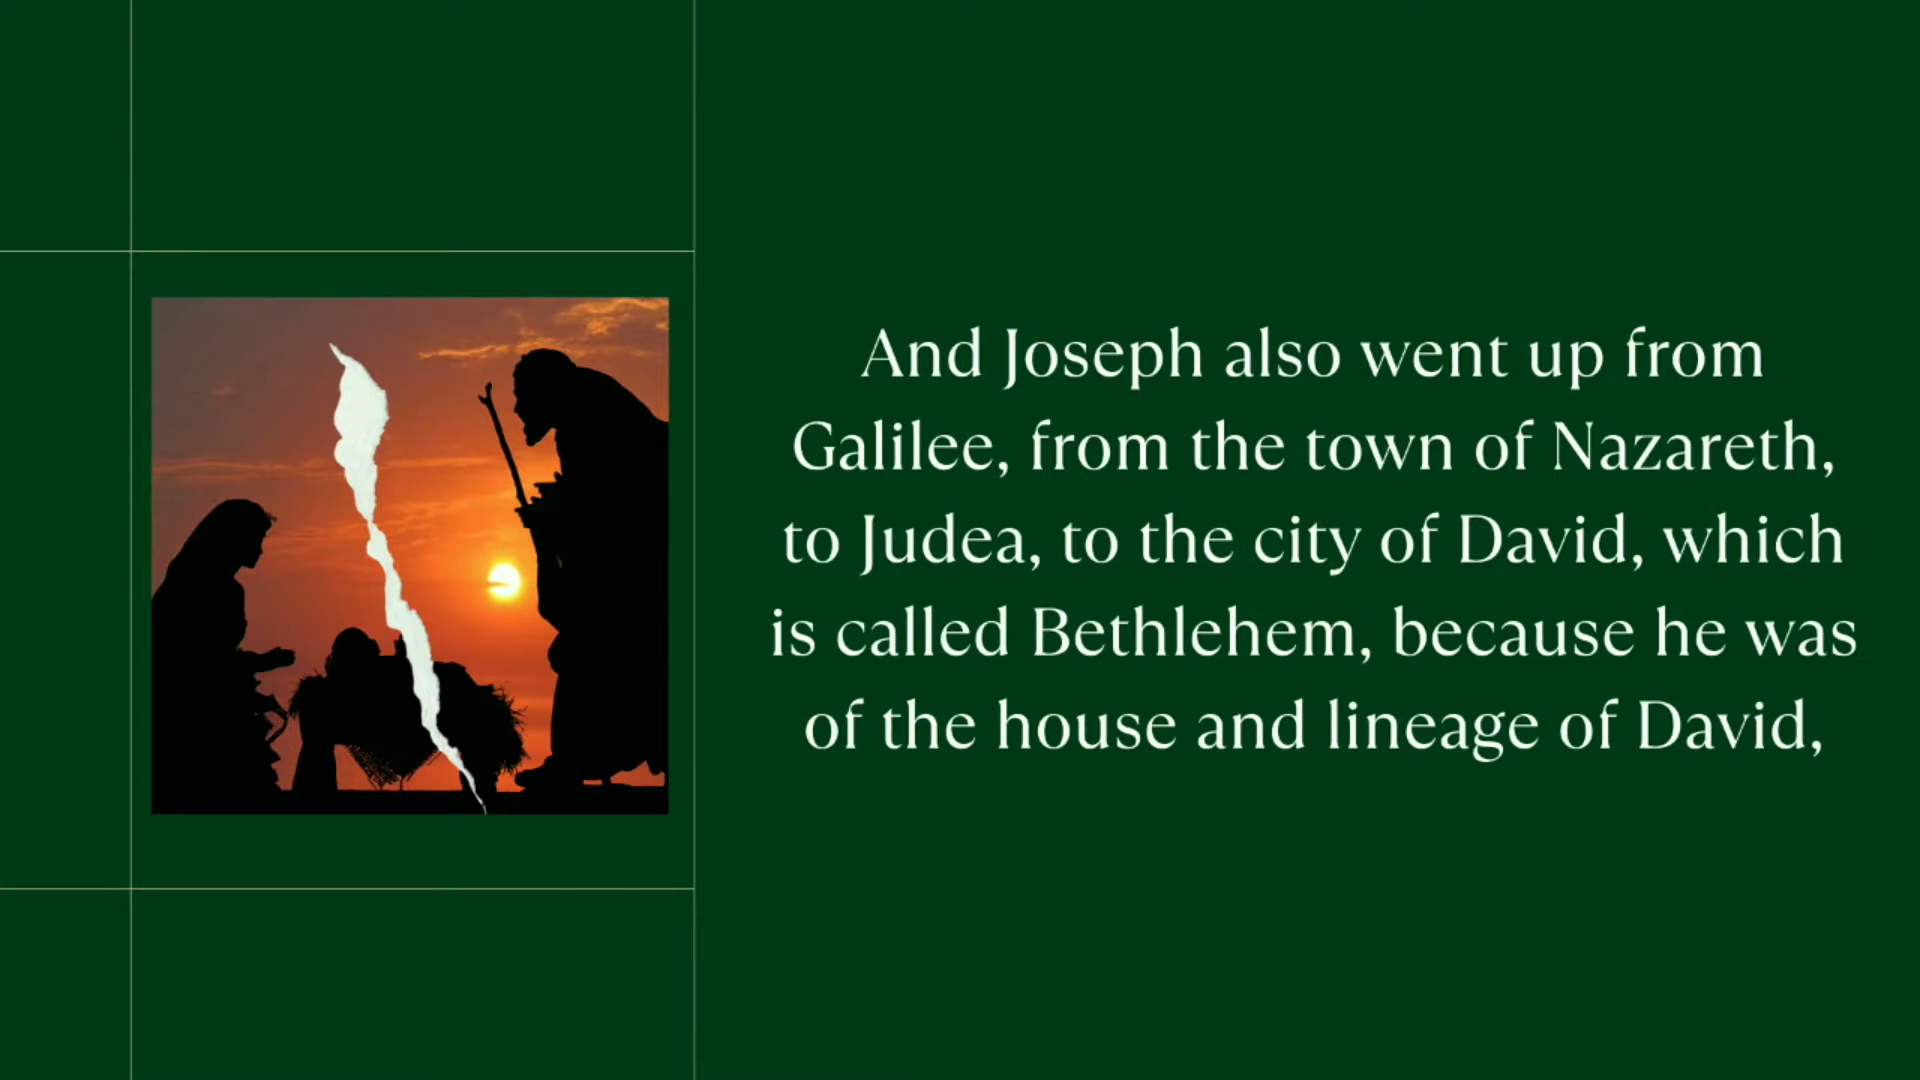 And Joseph also went up from
Galilee, from the town of Nazareth,
to Judea, to the city of David, which
is called Bethlehem, because he was
of the house and lineage of David,